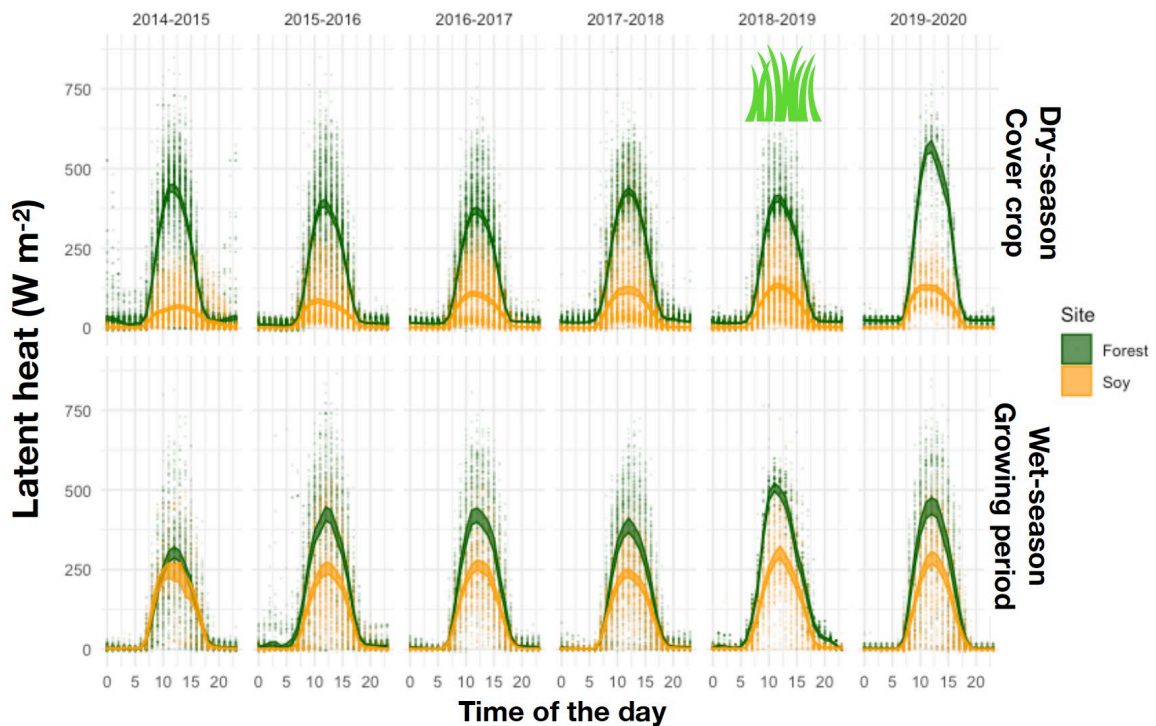 2014-2015 2015-2016 2016-2017 2017-2018 2018-2019 2019-2020
Latent heat (W m-2)
750
500
250
0
Dry-season
Cover crop
750
500
250
0
Wet-season
Growing period
Site
Forest
Soy
0 5 10 15 20 0 5 10 15 20 0 5 10 15 20 0 5 10 15 20 0 5 10 15 20 0 5 10 15 20
Time of the day